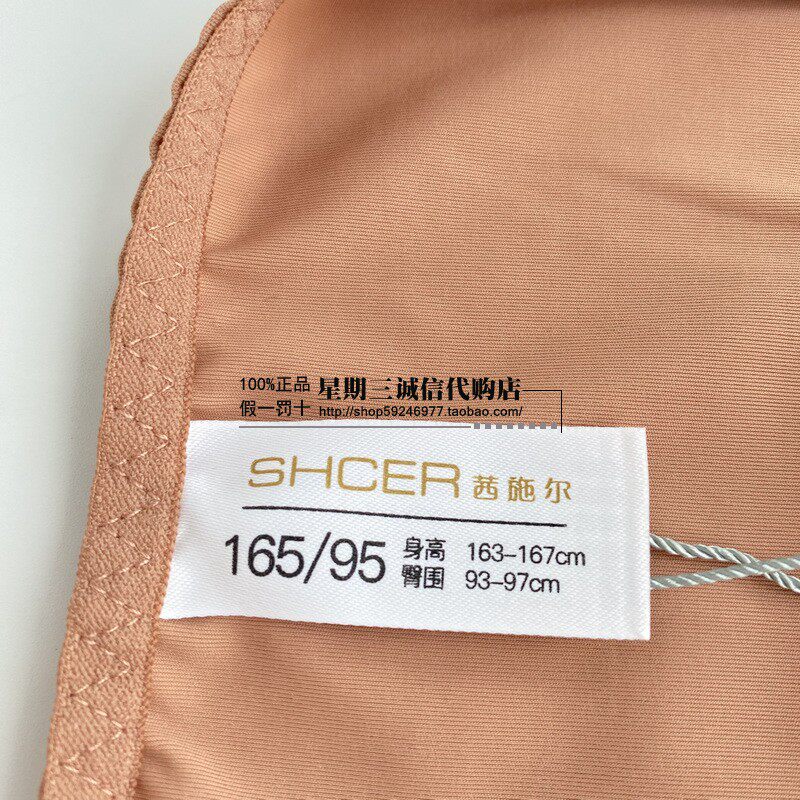 100%正品 星期三诚信代购店
假一罚十 http://shop59246977.taobao.com/
SHCER 茜施尔
165/95 身高 163-167cm
臀围 93-97cm